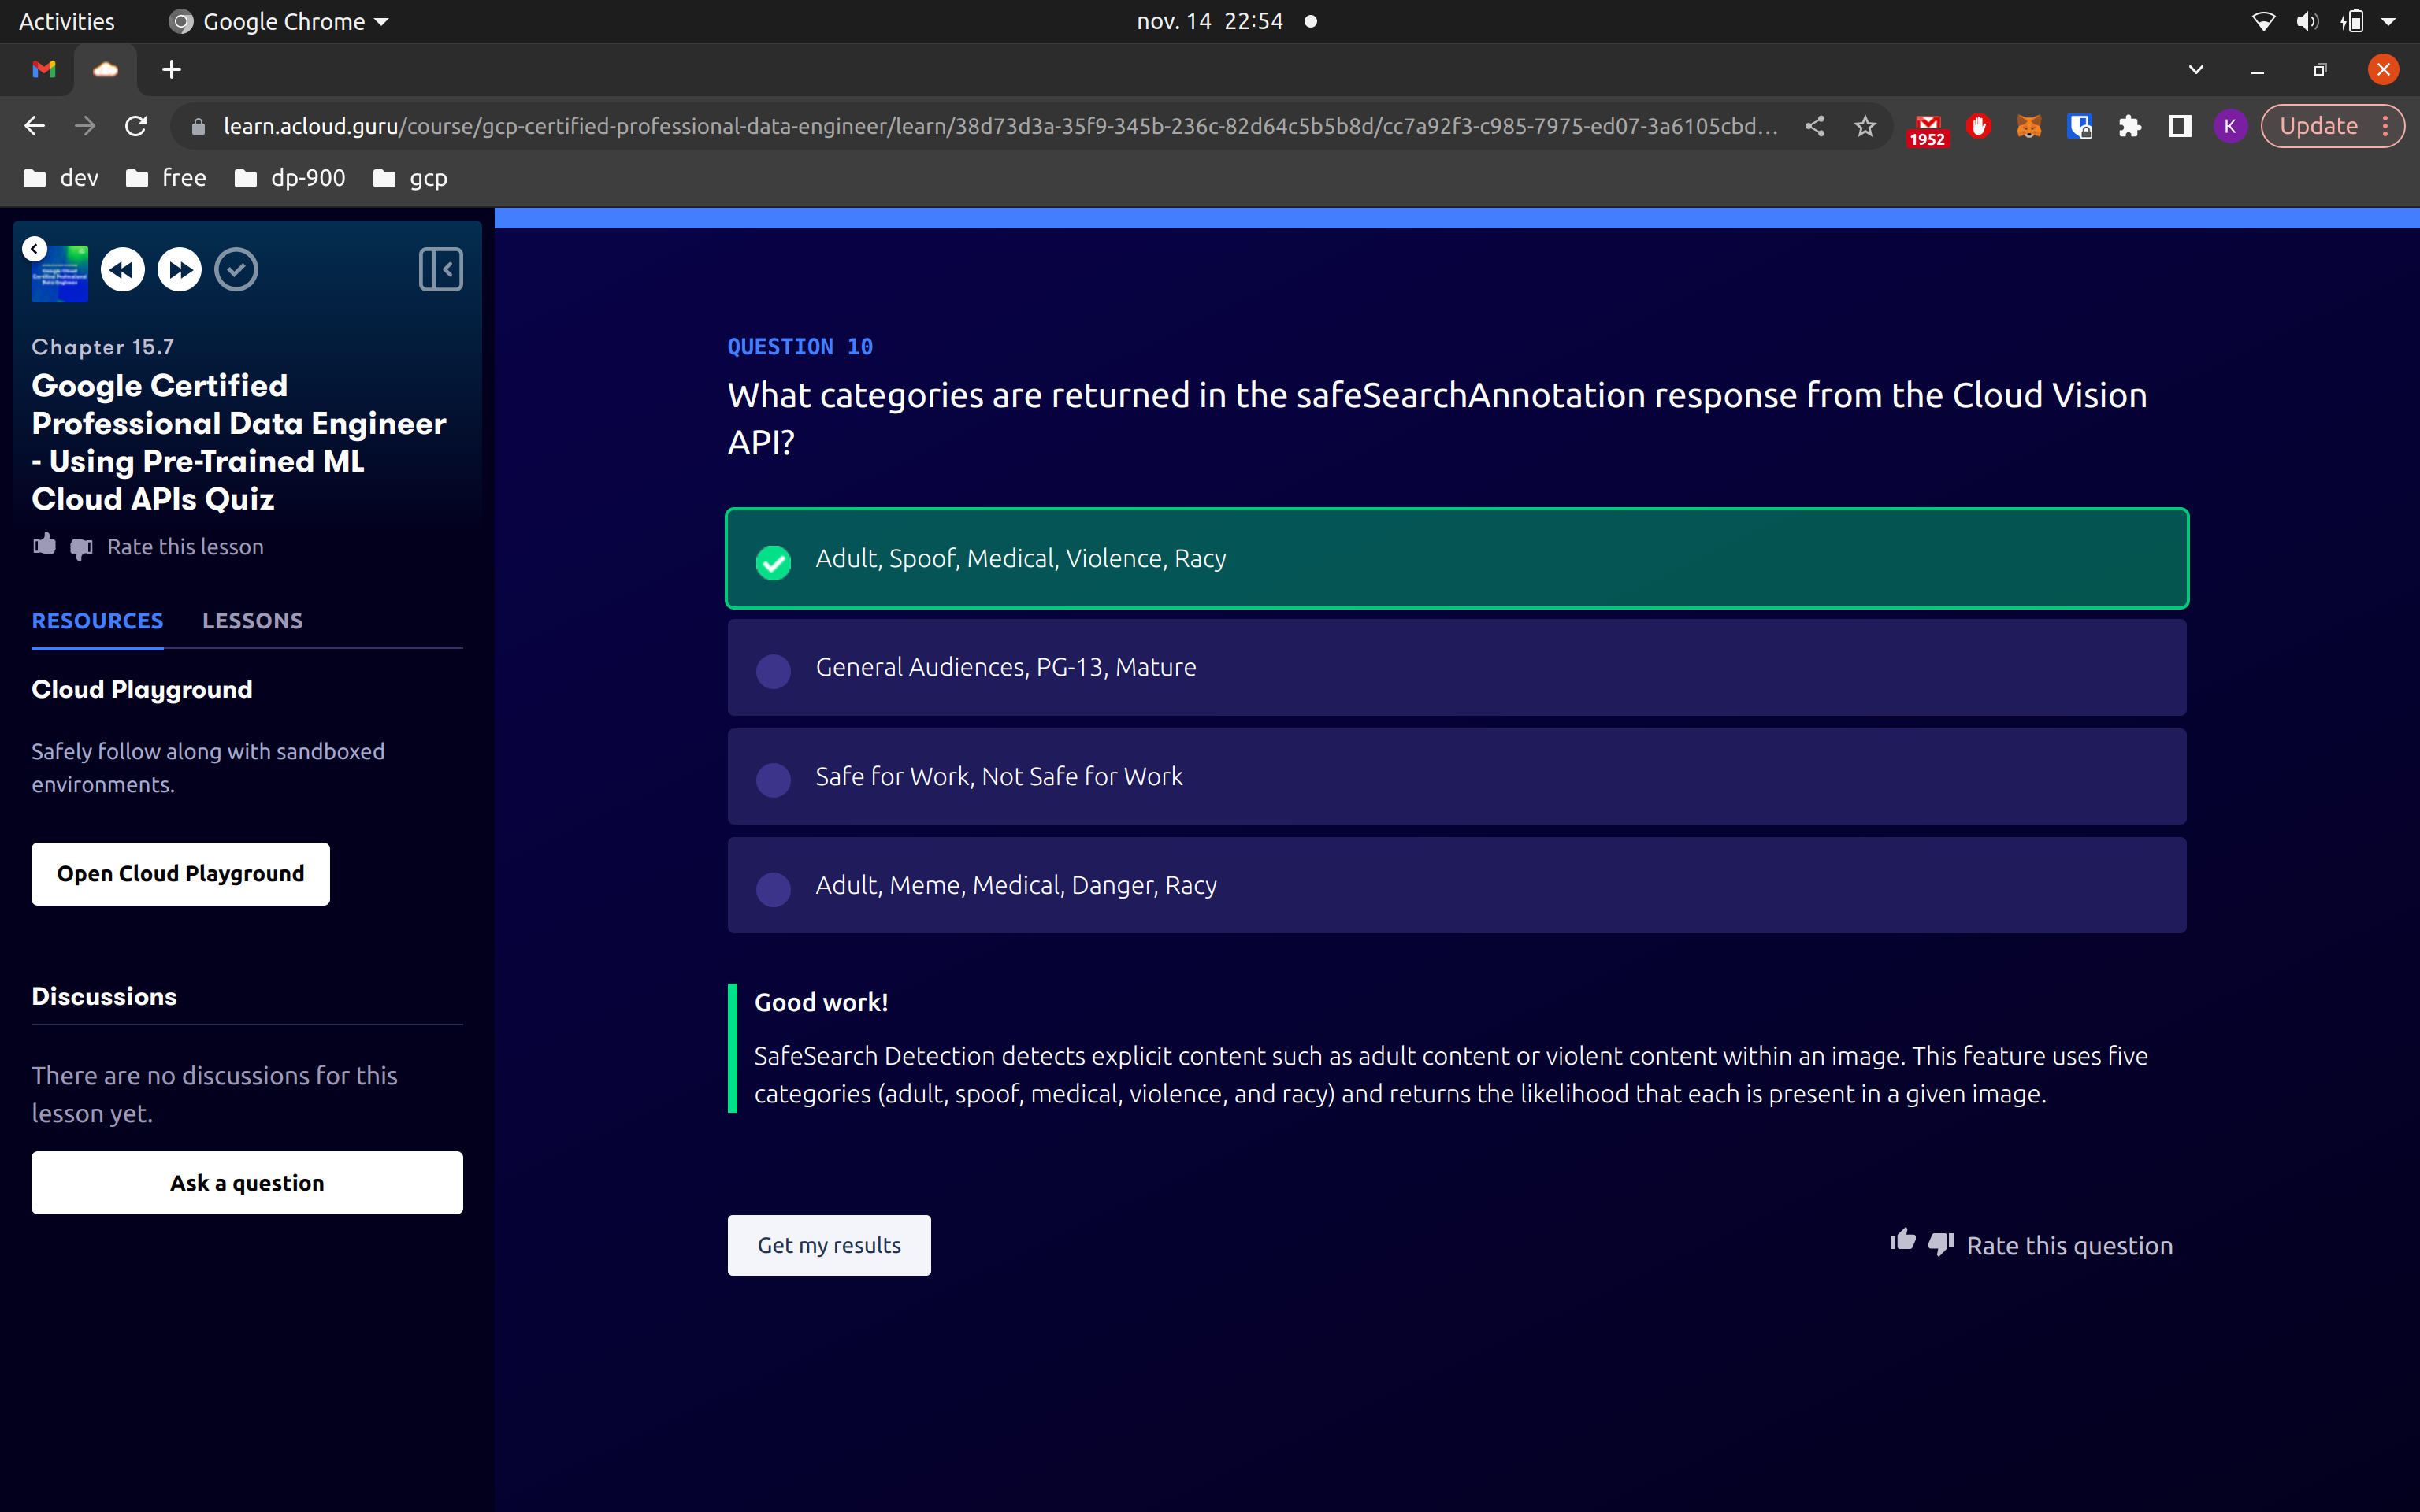 Activities
Google Chrome
nov. 14 22:54
learn.acloud.guru/course/gcp-certified-professional-data-engineer/learn/38d73d3a-35f9-345b-236c-82d64c5b5b8d/cc7a92f3-c985-7975-ed07-3a6105cbd...
1952
K
Update
dev
free
dp-900
gcp
Chapter 15.7
Google Certified
Professional Data Engineer
- Using Pre-Trained ML
Cloud APIs Quiz
Rate this lesson
RESOURCES
LESSONS
Cloud Playground
Safely follow along with sandboxed
environments.
Open Cloud Playground
Discussions
There are no discussions for this
lesson yet.
Ask a question
QUESTION 10
What categories are returned in the safeSearchAnnotation response from the Cloud Vision
API?
Adult, Spoof, Medical, Violence, Racy
General Audiences, PG-13, Mature
Safe for Work, Not Safe for Work
Adult, Meme, Medical, Danger, Racy
Good work!
SafeSearch Detection detects explicit content such as adult content or violent content within an image. This feature uses five
categories (adult, spoof, medical, violence, and racy) and returns the likelihood that each is present in a given image.
Get my results
Rate this question